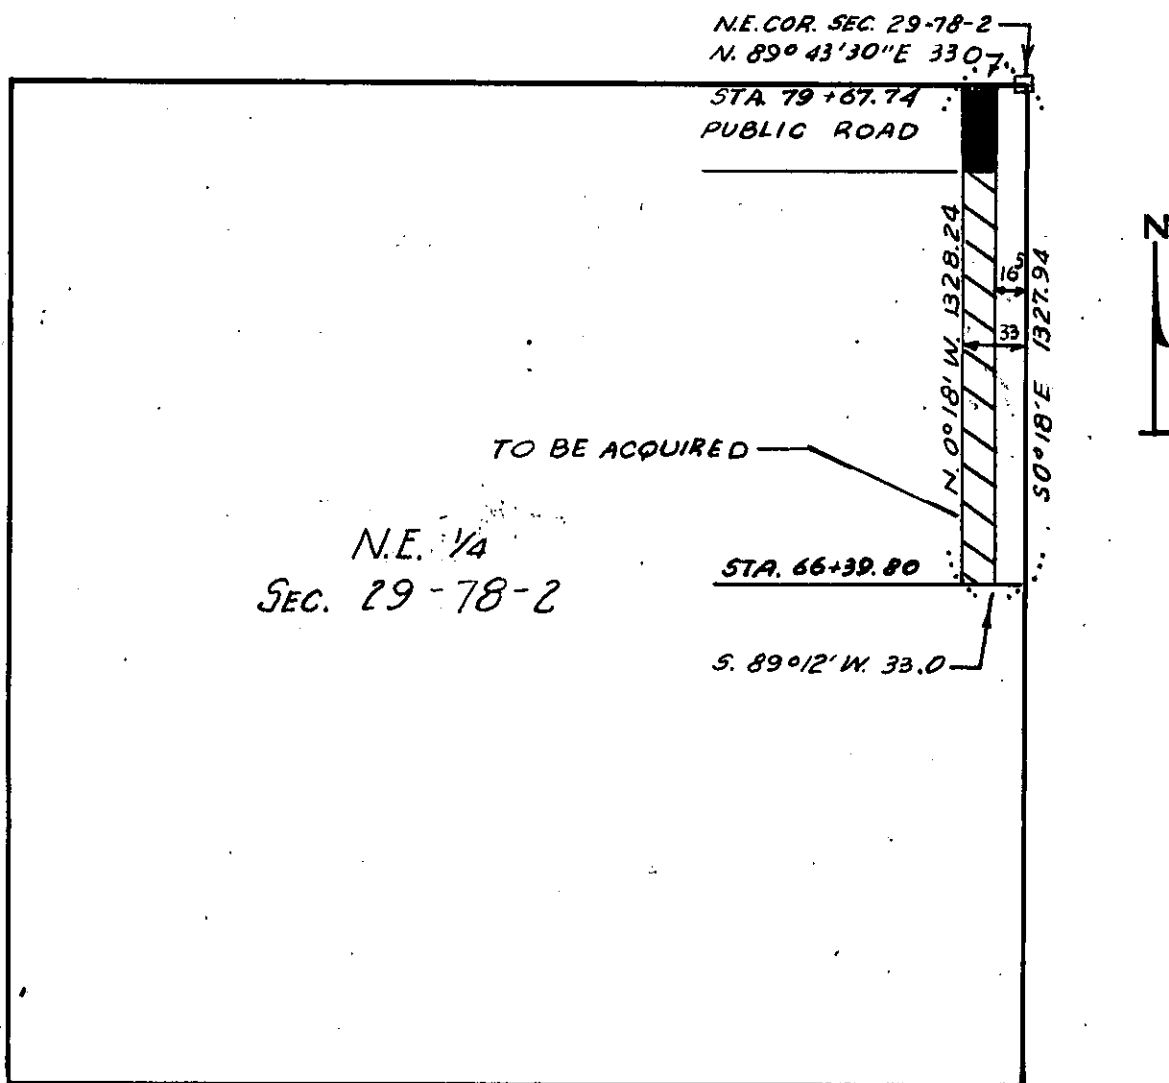 N.E. COR. SEC. 29-78-2
N. 89° 43'30"E 33.0
STA. 79 +67.74
PUBLIC ROAD
N. 0°18' W. 1328.24
16.5
33
S0°18'E 1327.94
N
TO BE ACQUIRED
N.E. 1/4
SEC. 29-78-2
STA. 66+39.80
S. 89°12' W. 33.0